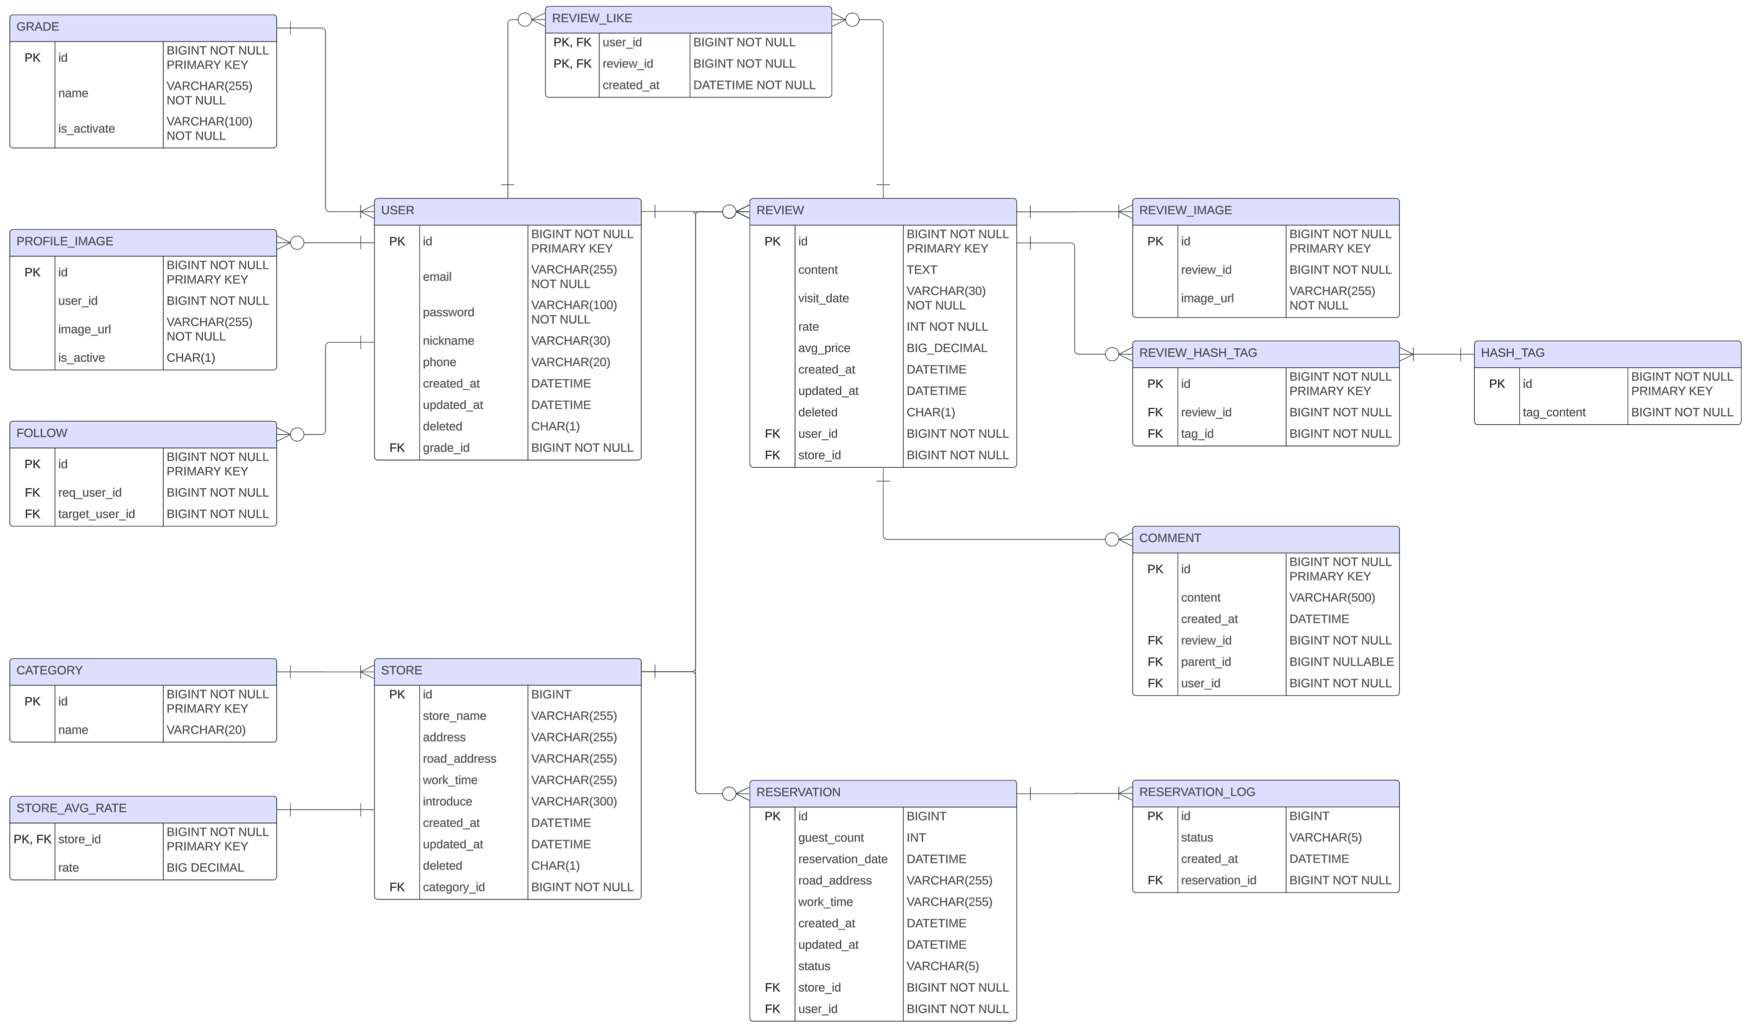 GRADE
PK id BIGINT NOT NULL
PRIMARY KEY
name VARCHAR(255)
NOT NULL
is_activate VARCHAR(100)
NOT NULL
REVIEW_LIKE
PK, FK user_id BIGINT NOT NULL
PK, FK review_id BIGINT NOT NULL
created_at DATETIME NOT NULL
PROFILE_IMAGE
PK id BIGINT NOT NULL
PRIMARY KEY
user_id BIGINT NOT NULL
image_url VARCHAR(255)
NOT NULL
is_active CHAR(1)
USER
PK id BIGINT NOT NULL
PRIMARY KEY
email VARCHAR(255)
NOT NULL
password VARCHAR(100)
NOT NULL
nickname VARCHAR(30)
phone VARCHAR(20)
created_at DATETIME
updated_at DATETIME
deleted CHAR(1)
FK grade_id BIGINT NOT NULL
REVIEW
PK id BIGINT NOT NULL
PRIMARY KEY
content TEXT
visit_date VARCHAR(30)
NOT NULL
rate INT NOT NULL
avg_price BIG_DECIMAL
created_at DATETIME
updated_at DATETIME
deleted CHAR(1)
FK user_id BIGINT NOT NULL
FK store_id BIGINT NOT NULL
REVIEW_IMAGE
PK id BIGINT NOT NULL
PRIMARY KEY
review_id BIGINT NOT NULL
image_url VARCHAR(255)
NOT NULL
REVIEW_HASH_TAG
PK id BIGINT NOT NULL
PRIMARY KEY
FK review_id BIGINT NOT NULL
FK tag_id BIGINT NOT NULL
HASH_TAG
PK id BIGINT NOT NULL
PRIMARY KEY
tag_content BIGINT NOT NULL
FOLLOW
PK id BIGINT NOT NULL
PRIMARY KEY
FK req_user_id BIGINT NOT NULL
FK target_user_id BIGINT NOT NULL
COMMENT
PK id BIGINT NOT NULL
PRIMARY KEY
content VARCHAR(500)
created_at DATETIME
FK review_id BIGINT NOT NULL
FK parent_id BIGINT NULLABLE
FK user_id BIGINT NOT NULL
CATEGORY
PK id BIGINT NOT NULL
PRIMARY KEY
name VARCHAR(20)
STORE
PK id BIGINT
store_name VARCHAR(255)
address VARCHAR(255)
road_address VARCHAR(255)
work_time VARCHAR(255)
introduce VARCHAR(300)
created_at DATETIME
updated_at DATETIME
deleted CHAR(1)
FK category_id BIGINT NOT NULL
STORE_AVG_RATE
PK, FK store_id BIGINT NOT NULL
PRIMARY KEY
rate BIG DECIMAL
RESERVATION
PK id BIGINT
guest_count INT
reservation_date DATETIME
road_address VARCHAR(255)
work_time VARCHAR(255)
created_at DATETIME
updated_at DATETIME
status VARCHAR(5)
FK store_id BIGINT NOT NULL
FK user_id BIGINT NOT NULL
RESERVATION_LOG
PK id BIGINT
status VARCHAR(5)
created_at DATETIME
FK reservation_id BIGINT NOT NULL